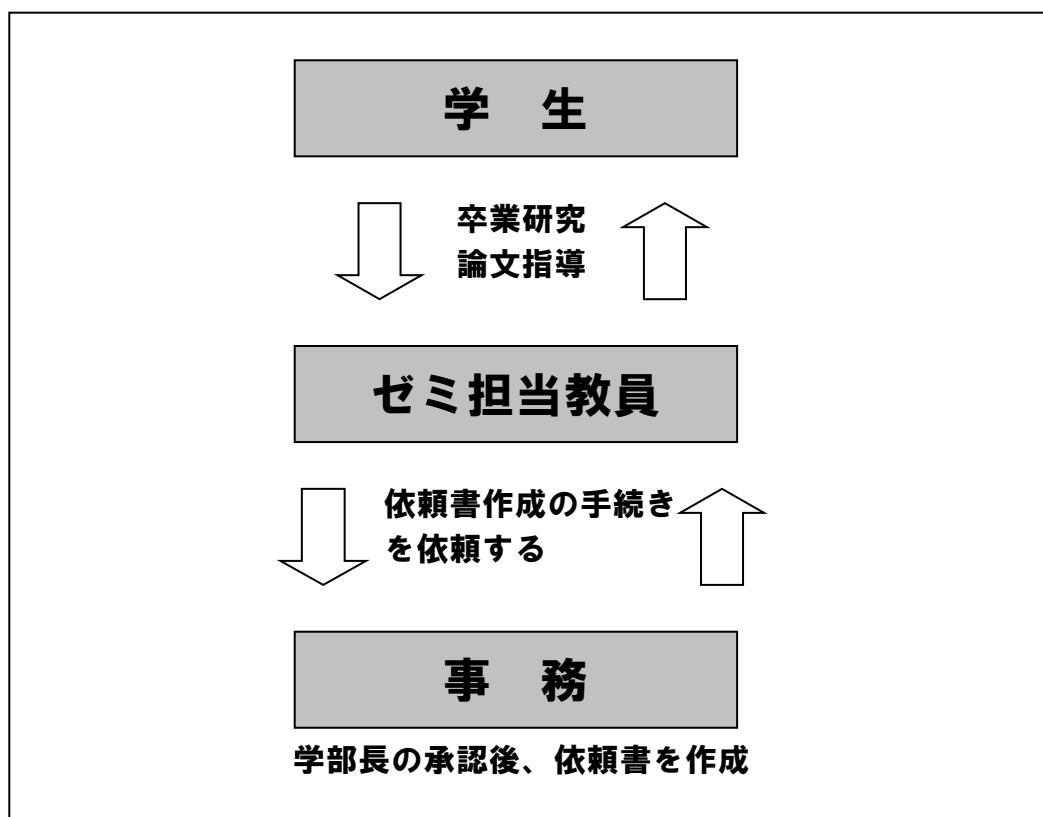 学　生
卒業研究
論文指導
ゼミ担当教員
依頼書作成の手続き
を依頼する
事　務
学部長の承認後、依頼書を作成